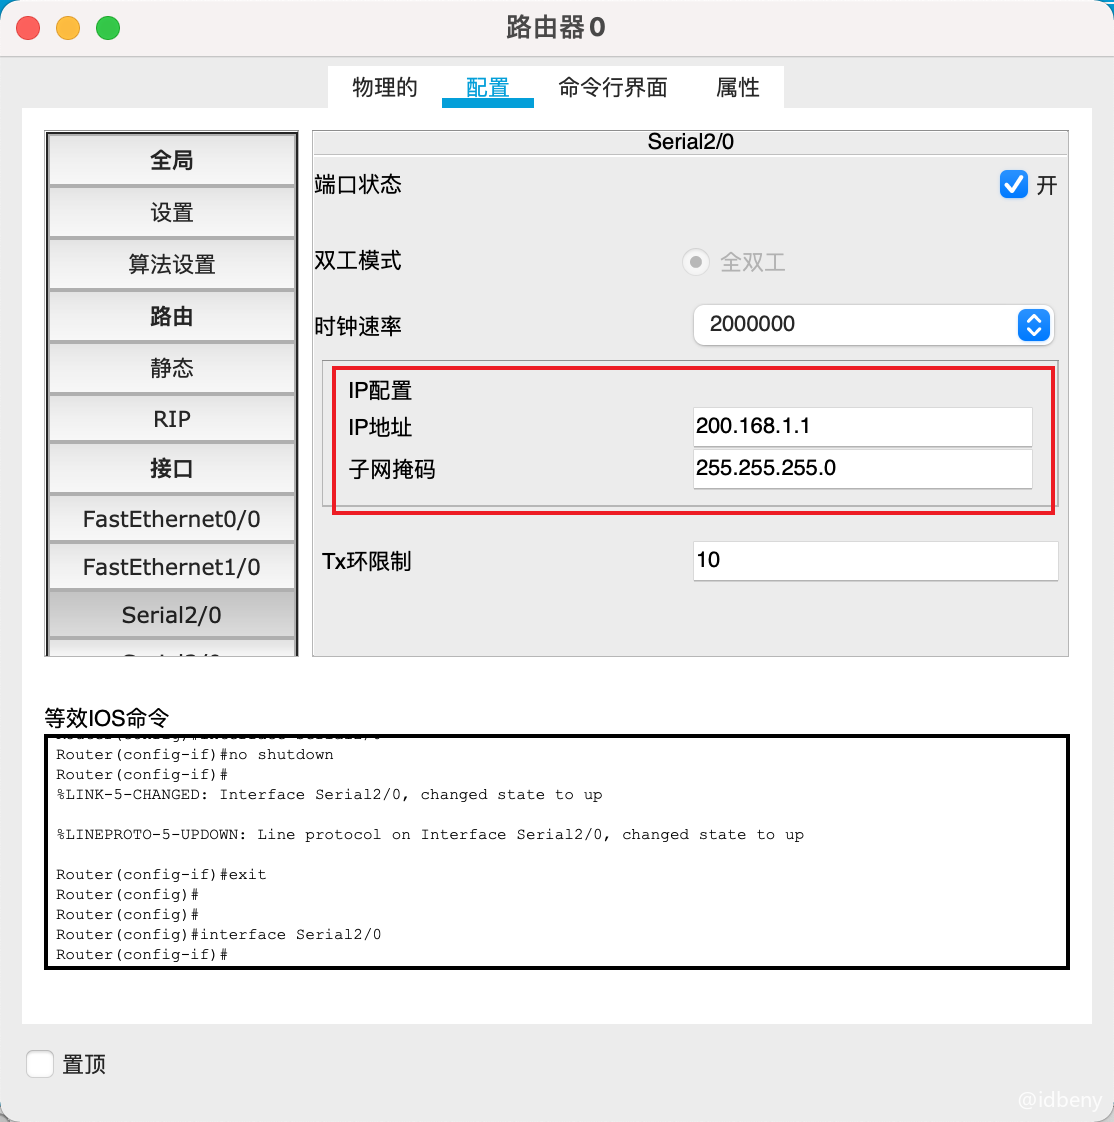 路由器0
物理的 配置 命令行界面 属性
全局
设置
算法设置
路由
静态
RIP
接口
FastEthernet0/0
FastEthernet1/0
Serial2/0
Serial2/0
端口状态 开
双工模式 全双工
时钟速率 2000000
IP配置
IP地址 200.168.1.1
子网掩码 255.255.255.0
Tx环限制 10
等效IOS命令
Router(config-if)#no shutdown
Router(config-if)#
%LINK-5-CHANGED: Interface Serial2/0, changed state to up
%LINEPROTO-5-UPDOWN: Line protocol on Interface Serial2/0, changed state to up
Router(config-if)#exit
Router(config)#
Router(config)#
Router(config)#interface Serial2/0
Router(config-if)#
置顶
@idbeny